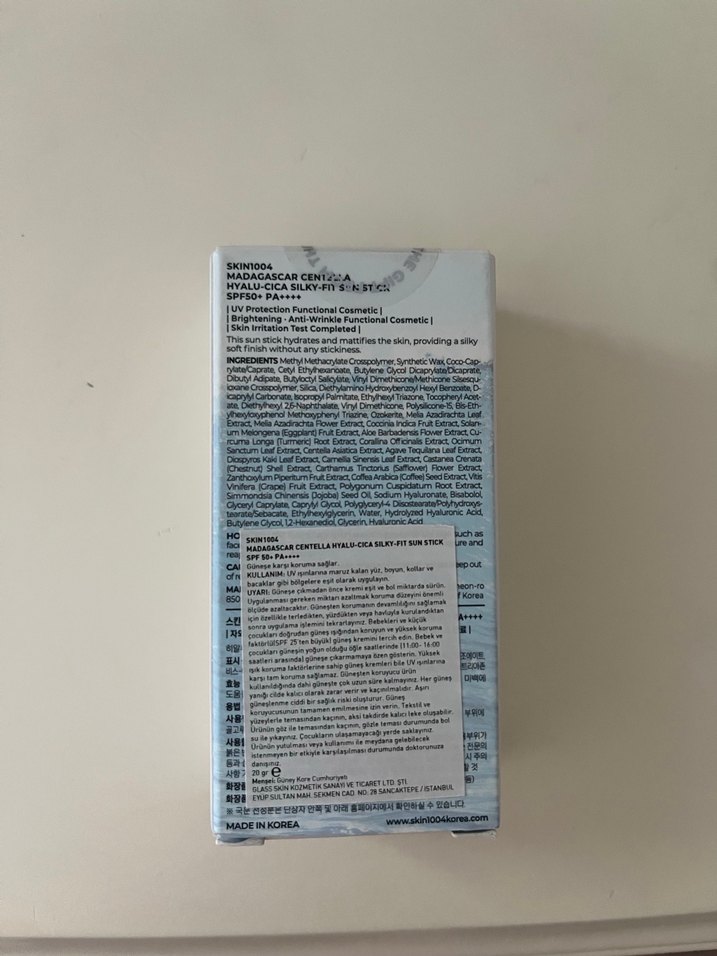 SKIN1004
MADAGASCAR CENTELLA
HYALU-CICA SILKY-FIT SUN STICK
SPF50+ PA++++
| UV Protection Functional Cosmetic |
| Brightening · Anti-Wrinkle Functional Cosmetic |
| Skin Irritation Test Completed |
This sun stick hydrates and mattifies the skin, providing a silky
soft finish without any stickiness.
INGREDIENTS Methyl Methacrylate Crosspolymer, Synthetic Wax, Coco-Cap-
rylate/Caprate, Cetyl Ethylhexanoate, Butylene Glycol Dicaprylate/Dicaprate,
Dibutyl Adipate, Butyloctyl Salicylate, Vinyl Dimethicone/Methicone Silsesqu-
ioxane Crosspolymer, Silica, Diethylamino Hydroxybenzoyl Hexyl Benzoate, D-
icaprylyl Carbonate, Isopropyl Palmitate, Ethylhexyl Triazone, Tocopheryl Acet-
ate, Diethylhexyl 2,6-Naphthalate, Vinyl Dimethicone, Polysilicone-15, Bis-Eth-
ylhexyloxyphenol Methoxyphenyl Triazine, Ozokerite, Melia Azadirachta Leaf
Extract, Melia Azadirachta Flower Extract, Coccinia Indica Fruit Extract, Solan-
um Melongena (Eggplant) Fruit Extract, Aloe Barbadensis Flower Extract, Cu-
rcuma Longa (Turmeric) Root Extract, Corallina Officinalis Extract, Ocimum
Sanctum Leaf Extract, Centella Asiatica Extract, Agave Tequilana Leaf Extract,
Diospyros Kaki Leaf Extract, Camellia Sinensis Leaf Extract, Castanea Crenata
(Chestnut) Shell Extract, Carthamus Tinctorius (Safflower) Flower Extract,
Zanthoxylum Piperitum Fruit Extract, Coffea Arabica (Coffee) Seed Extract, Vitis
Vinifera (Grape) Fruit Extract, Polygonum Cuspidatum Root Extract,
Simmondsia Chinensis (Jojoba) Seed Oil, Sodium Hyaluronate, Bisabolol,
Glyceryl Caprylate, Caprylyl Glycol, Polyglyceryl-4 Diisostearate/Polyhydroxys-
tearate/Sebacate, Ethylhexylglycerin, Water, Hydrolyzed Hyaluronic Acid,
Butylene Glycol, 1,2-Hexanediol, Glycerin, Hyaluronic Acid
SKIN1004
MADAGASCAR CENTELLA HYALU-CICA SILKY-FIT SUN STICK
SPF 50+ PA++++
Güneşe karşı koruma sağlar.
KULLANIM: UV ışınlarına maruz kalan yüz, boyun, kollar ve
bacaklar gibi bölgelere eşit olarak uygulayın.
UYARI: Güneşe çıkmadan önce kremi eşit ve bol miktarda sürün.
Uygulanması gereken miktarı azaltmak koruma düzeyini önemli
ölçüde azaltacaktır. Güneşten korumanın devamlılığını sağlamak
için özellikle terledikten, yüzdükten veya havluyla kurulandıktan
sonra uygulama işlemini tekrarlayınız. Bebekleri ve küçük
çocukları doğrudan güneş ışığından koruyun ve yüksek koruma
faktörlü(SPF 25'ten büyük) güneş kremini tercih edin. Bebek ve
çocukları güneşin yoğun olduğu öğle saatlerinde (11:00- 16:00
saatleri arasında) güneşe çıkarmamaya özen gösterin. Yüksek
ışık koruma faktörlerine sahip güneş kremleri bile UV ışınlarına
karşı tam koruma sağlamaz. Güneşten koruyucu ürün
kullanıldığında dahi güneşte çok uzun süre kalmayınız. Her güneş
yanığı cilde kalıcı olarak zarar verir ve kaçınılmalıdır. Aşırı
güneşlenme ciddi bir sağlık riski oluşturur. Güneş
koruyucusunun tamamen emilmesine izin verin. Tekstil ve
yüzeylerle temasından kaçının, aksi takdirde kalıcı leke oluşabilir.
Ürünün göz ile temasından kaçının, gözle teması durumunda bol
su ile yıkayınız. Çocukların ulaşamayacağı yerde saklayınız.
Ürünün yutulması veya kullanımı ile meydana gelebilecek
istenmeyen bir etkiyle karşılaşılması durumunda doktorunuza
danışınız.
20 gr ℮
Menşei: Güney Kore Cumhuriyeti
GLASS SKIN KOZMETİK SANAYİ VE TİCARET LTD. ŞTİ.
EYÜP SULTAN MAH. SEKMEN CAD. NO: 28 SANCAKTEPE / İSTANBUL
※ 국문 전성분은 단상자 안쪽 및 아래 홈페이지에서 확인하실 수 있습니다.
MADE IN KOREA
www.skin1004korea.com